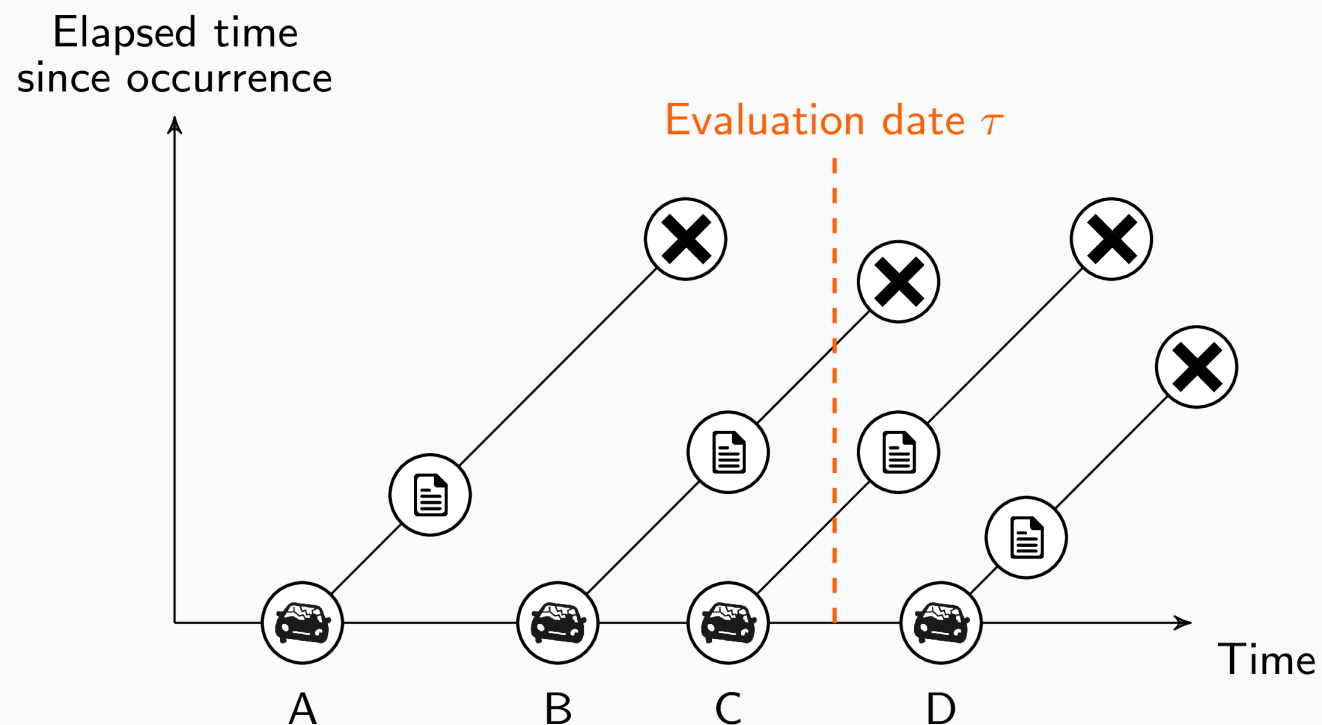 Elapsed time
since occurrence
Evaluation date τ
Time
A
B
C
D